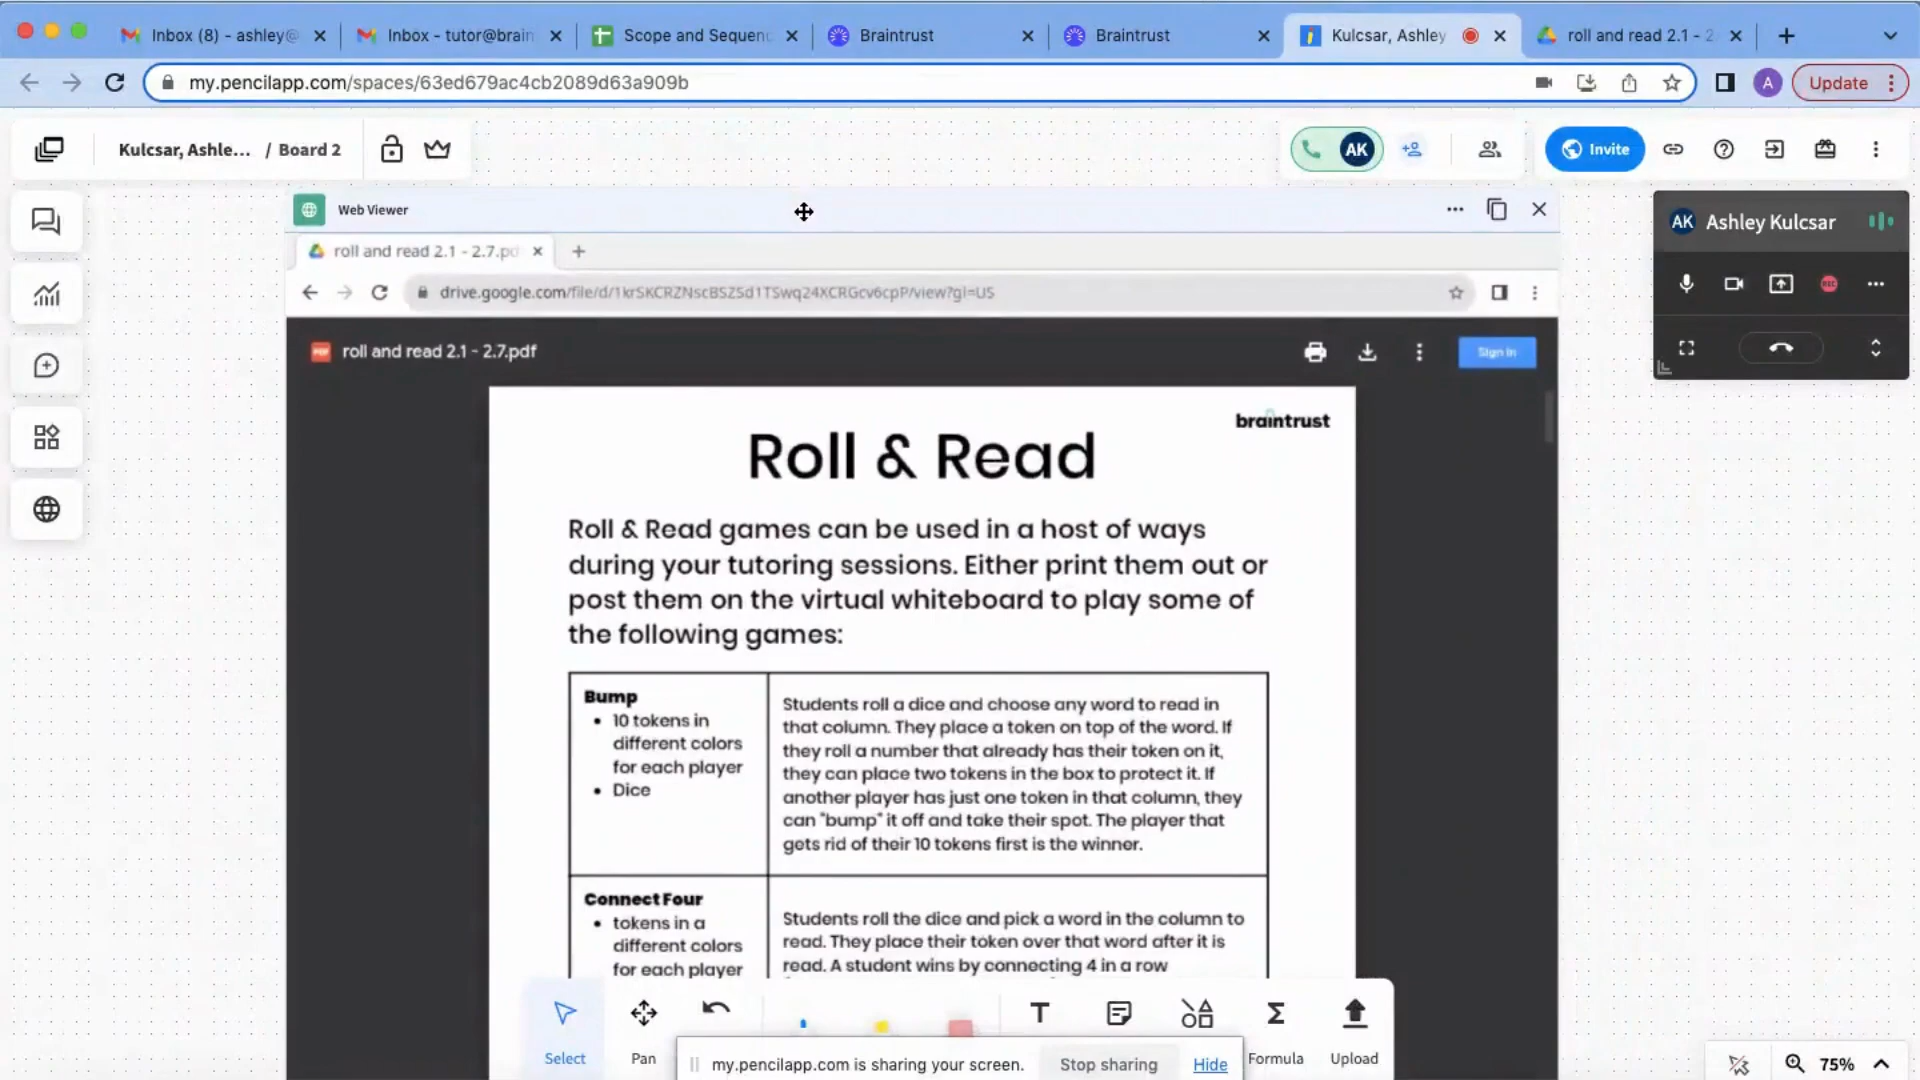 Inbox (8) - ashley@
Inbox - tutor@brain
Scope and Sequenc
Braintrust
Braintrust
Kulcsar, Ashley
roll and read 2.1 - 2
my.pencilapp.com/spaces/63ed679ac4cb2089d63a909b
A
Update
Kulcsar, Ashle... / Board 2
AK
Invite
Web Viewer
AK Ashley Kulcsar
REC
roll and read 2.1 - 2.7.pd
drive.google.com/file/d/1krSKCRZNscBSZSd1TSwq24XCRGcv6cpP/view?gl=US
roll and read 2.1 - 2.7.pdf
Sign in
braintrust
Roll & Read
Roll & Read games can be used in a host of ways
during your tutoring sessions. Either print them out or
post them on the virtual whiteboard to play some of
the following games:
Bump
• 10 tokens in
different colors
for each player
• Dice
Students roll a dice and choose any word to read in
that column. They place a token on top of the word. If
they roll a number that already has their token on it,
they can place two tokens in the box to protect it. If
another player has just one token in that column, they
can "bump" it off and take their spot. The player that
gets rid of their 10 tokens first is the winner.
Connect Four
• tokens in a
different colors
for each player
Students roll the dice and pick a word in the column to
read. They place their token over that word after it is
read. A student wins by connecting 4 in a row
Select
Pan
Formula
Upload
my.pencilapp.com is sharing your screen.
Stop sharing
Hide
75%